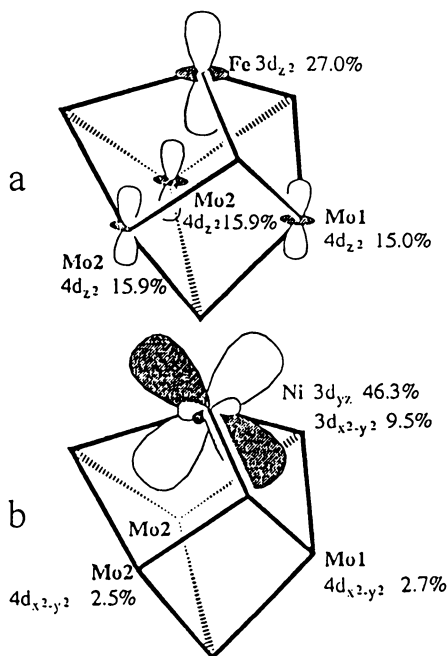 Fe 3d_z² 27.0%
a
Mo2
4d_z² 15.9%
Mo1
4d_z² 15.0%
Mo2
4d_z² 15.9%
Ni 3d_yz 46.3%
3d_x²-y² 9.5%
b
Mo2
Mo2
4d_x²-y² 2.5%
Mo1
4d_x²-y² 2.7%